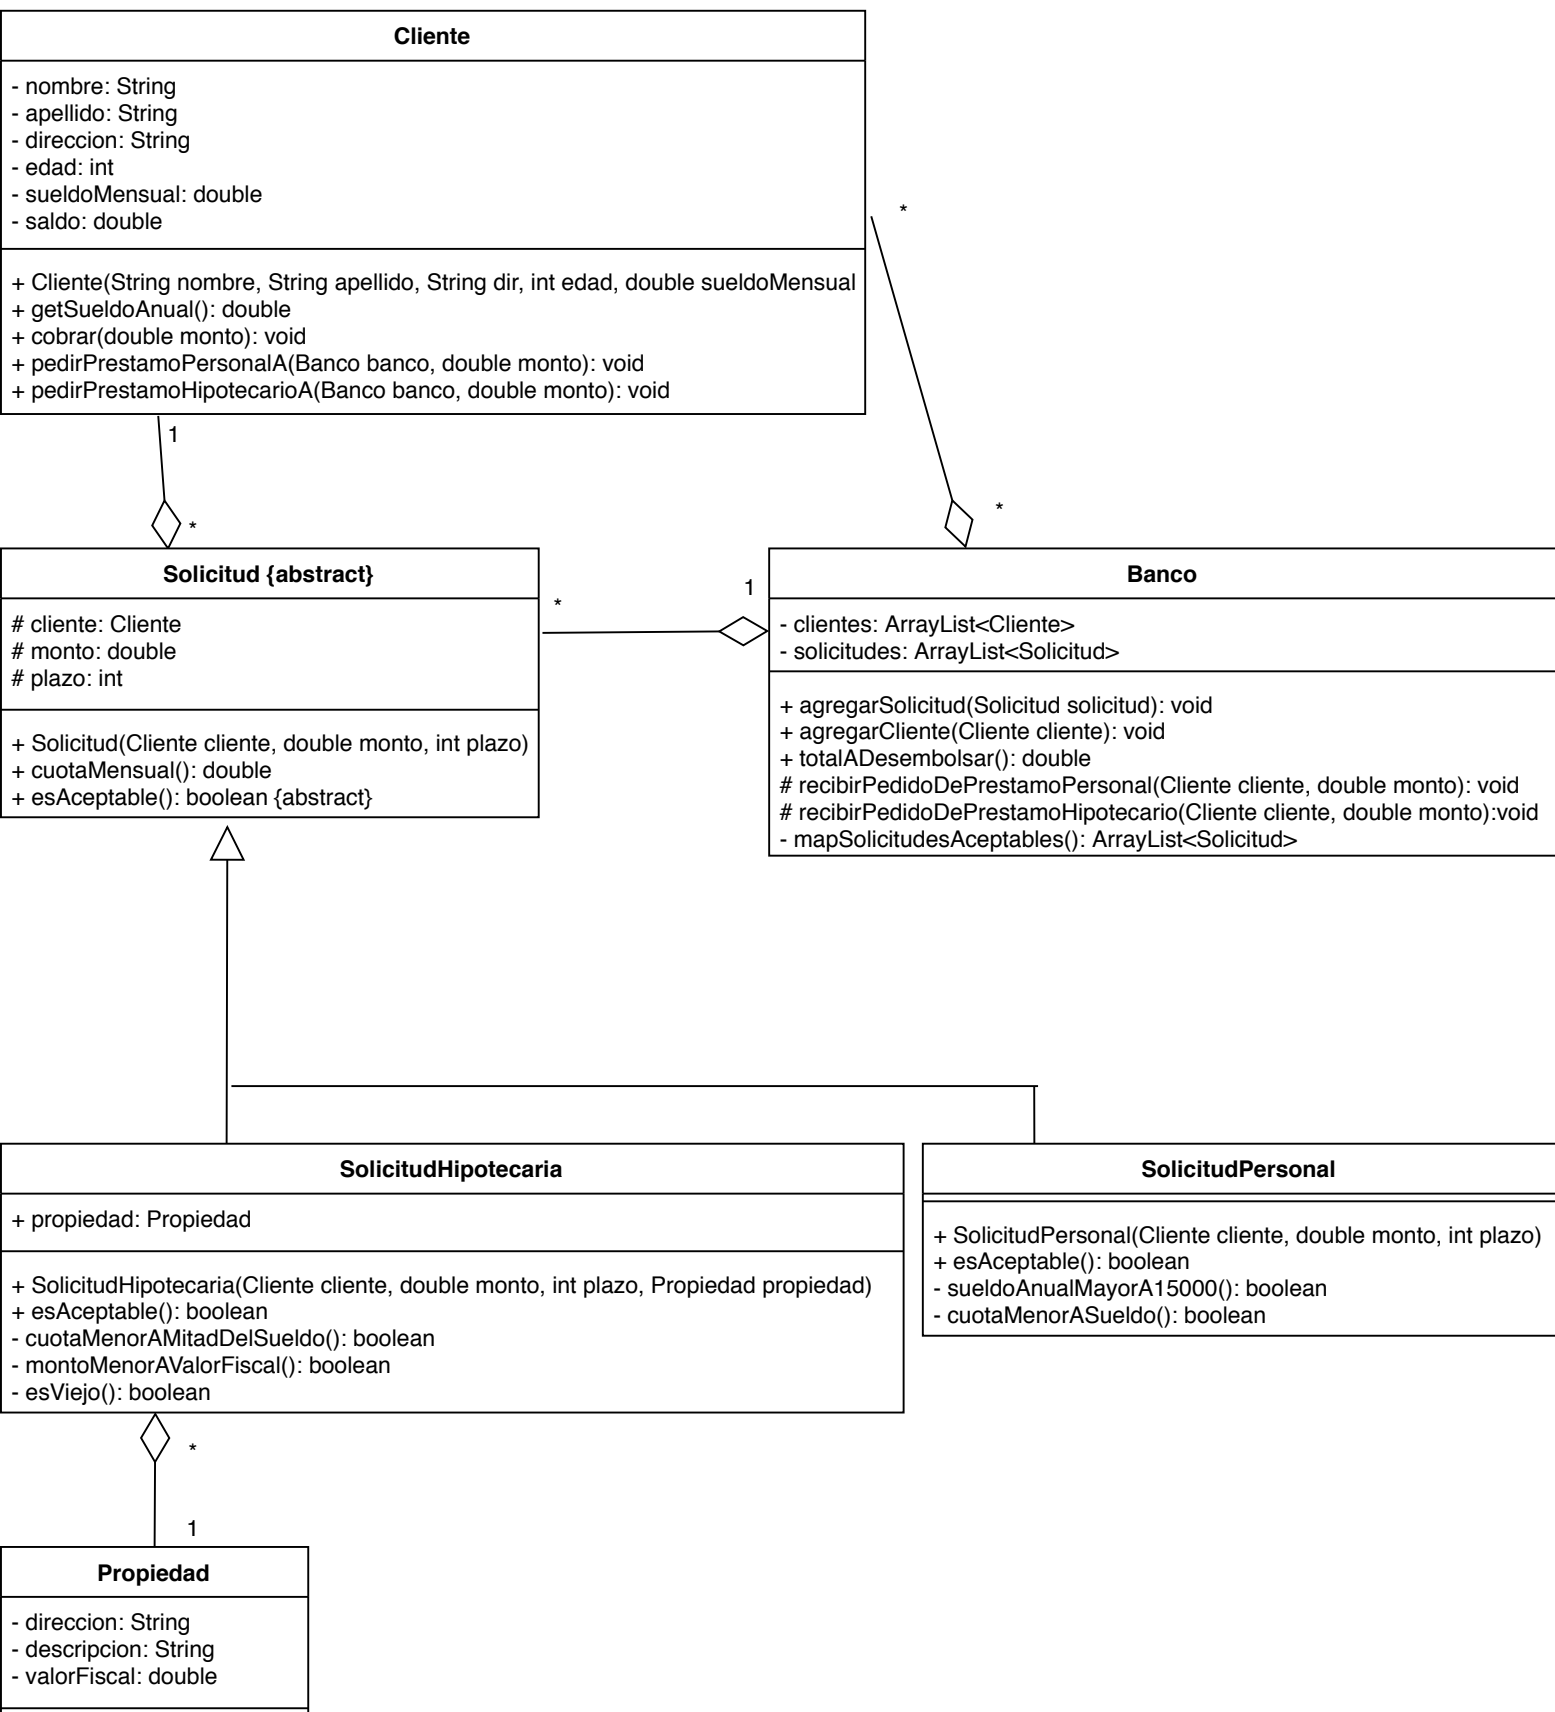 Cliente
- nombre: String
- apellido: String
- direccion: String
- edad: int
- sueldoMensual: double
- saldo: double
+ Cliente(String nombre, String apellido, String dir, int edad, double sueldoMensual
+ getSueldoAnual(): double
+ cobrar(double monto): void
+ pedirPrestamoPersonalA(Banco banco, double monto): void
+ pedirPrestamoHipotecarioA(Banco banco, double monto): void
*
1
*
*
Solicitud {abstract}
# cliente: Cliente
# monto: double
# plazo: int
+ Solicitud(Cliente cliente, double monto, int plazo)
+ cuotaMensual(): double
+ esAceptable(): boolean {abstract}
*
1
Banco
- clientes: ArrayList<Cliente>
- solicitudes: ArrayList<Solicitud>
+ agregarSolicitud(Solicitud solicitud): void
+ agregarCliente(Cliente cliente): void
+ totalADesembolsar(): double
# recibirPedidoDePrestamoPersonal(Cliente cliente, double monto): void
# recibirPedidoDePrestamoHipotecario(Cliente cliente, double monto):void
- mapSolicitudesAceptables(): ArrayList<Solicitud>
SolicitudHipotecaria
+ propiedad: Propiedad
+ SolicitudHipotecaria(Cliente cliente, double monto, int plazo, Propiedad propiedad)
+ esAceptable(): boolean
- cuotaMenorAMitadDelSueldo(): boolean
- montoMenorAValorFiscal(): boolean
- esViejo(): boolean
SolicitudPersonal
+ SolicitudPersonal(Cliente cliente, double monto, int plazo)
+ esAceptable(): boolean
- sueldoAnualMayorA15000(): boolean
- cuotaMenorASueldo(): boolean
*
1
Propiedad
- direccion: String
- descripcion: String
- valorFiscal: double